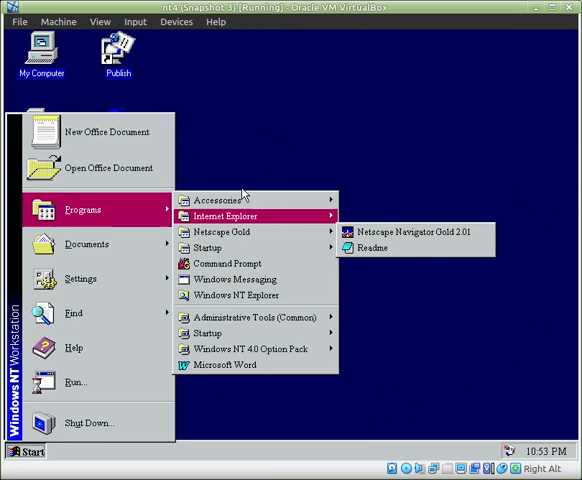 nt4 (Snapshot 3) [Running] - Oracle VM VirtualBox
File Machine View Input Devices Help
My Computer
Publish
New Office Document
Open Office Document
Programs
Documents
Settings
Find
Help
Run...
Shut Down...
Windows NT Workstation
Accessories
Internet Explorer
Netscape Gold
Startup
Command Prompt
Windows Messaging
Windows NT Explorer
Administrative Tools (Common)
Startup
Windows NT 4.0 Option Pack
Microsoft Word
Netscape Navigator Gold 2.01
Readme
Start
10:53 PM
Right Alt